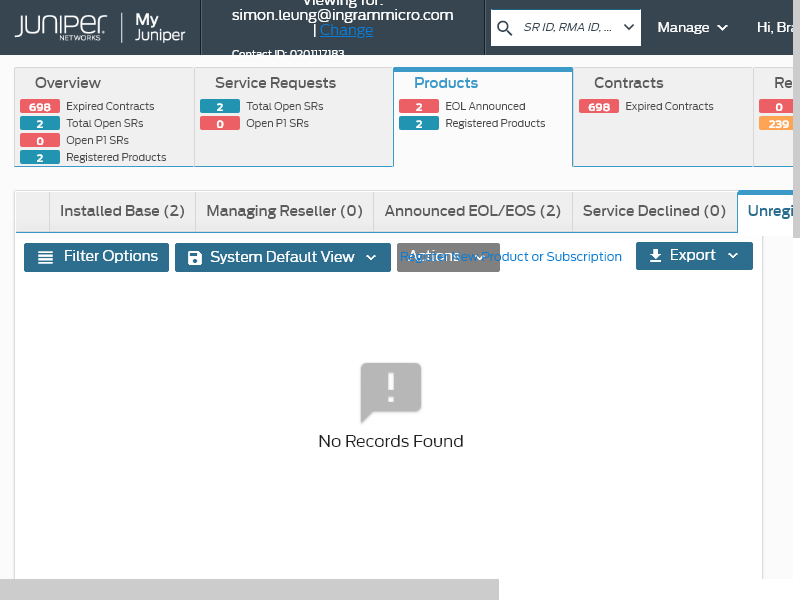 JUNIPER NETWORKS
My Juniper
Viewing for:
simon.leung@ingrammicro.com
| Change
Contact ID: 0201117183
SR ID, RMA ID, ...
Manage
Hi, Bra
Overview
698 Expired Contracts
2 Total Open SRs
0 Open P1 SRs
2 Registered Products
Service Requests
2 Total Open SRs
0 Open P1 SRs
Products
2 EOL Announced
2 Registered Products
Contracts
698 Expired Contracts
Re
0
239
Installed Base (2)
Managing Reseller (0)
Announced EOL/EOS (2)
Service Declined (0)
Unregi
Filter Options
System Default View
Actions
Register New Product or Subscription
Export
No Records Found